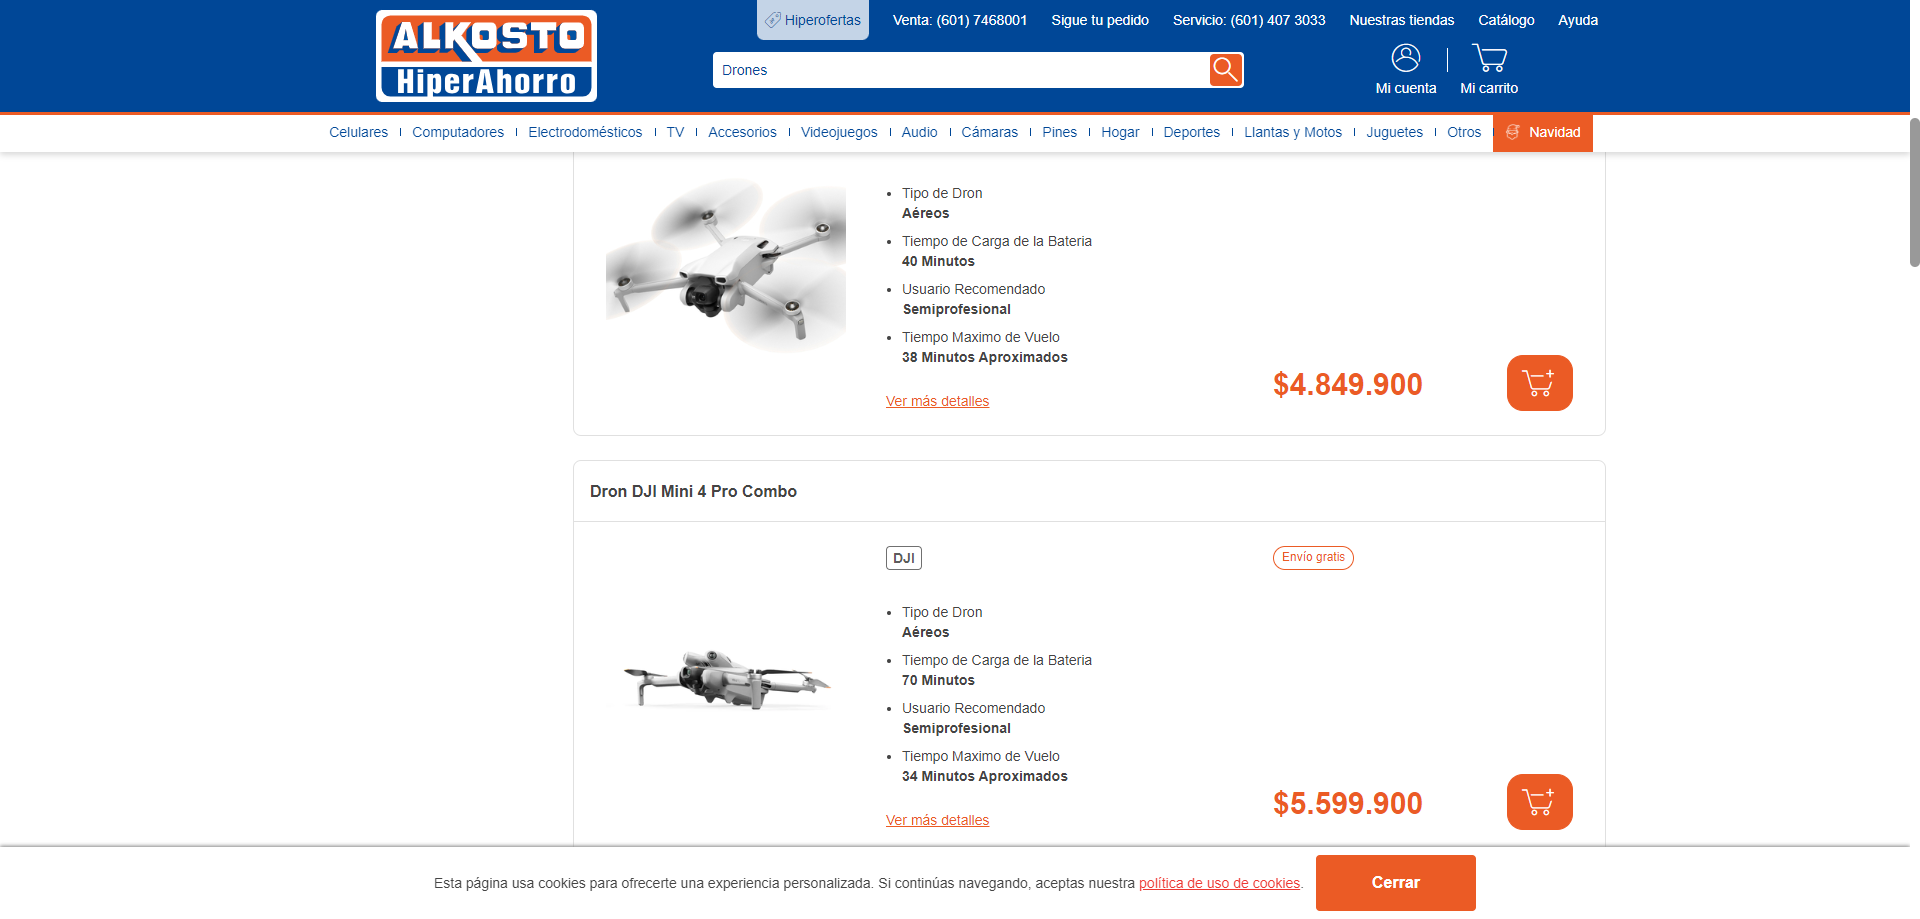 ALKOSTO
HiperAhorro
Hiperofertas
Venta: (601) 7468001
Sigue tu pedido
Servicio: (601) 407 3033
Nuestras tiendas
Catálogo
Ayuda
Drones
Mi cuenta
Mi carrito
Celulares
Computadores
Electrodomésticos
TV
Accesorios
Videojuegos
Audio
Cámaras
Pines
Hogar
Deportes
Llantas y Motos
Juguetes
Otros
Navidad
Tipo de Dron
Aéreos
Tiempo de Carga de la Bateria
40 Minutos
Usuario Recomendado
Semiprofesional
Tiempo Maximo de Vuelo
38 Minutos Aproximados
Ver más detalles
$4.849.900
Dron DJI Mini 4 Pro Combo
DJI
Envío gratis
Tipo de Dron
Aéreos
Tiempo de Carga de la Bateria
70 Minutos
Usuario Recomendado
Semiprofesional
Tiempo Maximo de Vuelo
34 Minutos Aproximados
Ver más detalles
$5.599.900
Esta página usa cookies para ofrecerte una experiencia personalizada. Si continúas navegando, aceptas nuestra política de uso de cookies.
Cerrar